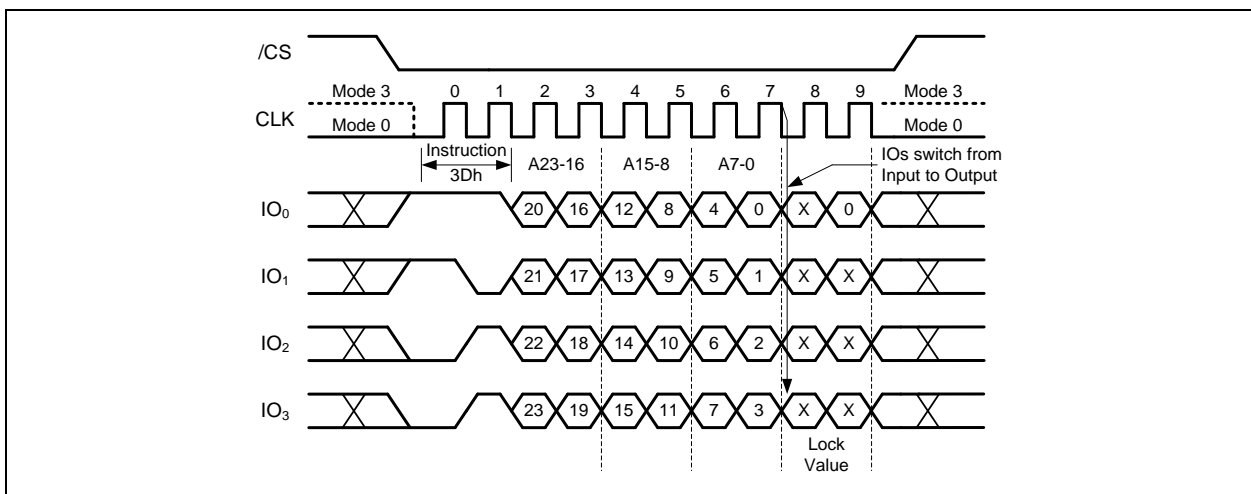 /CS
Mode 3 0 1 2 3 4 5 6 7 8 9 Mode 3
CLK
Mode 0 Mode 0
Instruction
3Dh
A23-16 A15-8 A7-0
IOs switch from
Input to Output
IO0 20 16 12 8 4 0 X 0
IO1 21 17 13 9 5 1 X X
IO2 22 18 14 10 6 2 X X
IO3 23 19 15 11 7 3 X X
Lock
Value